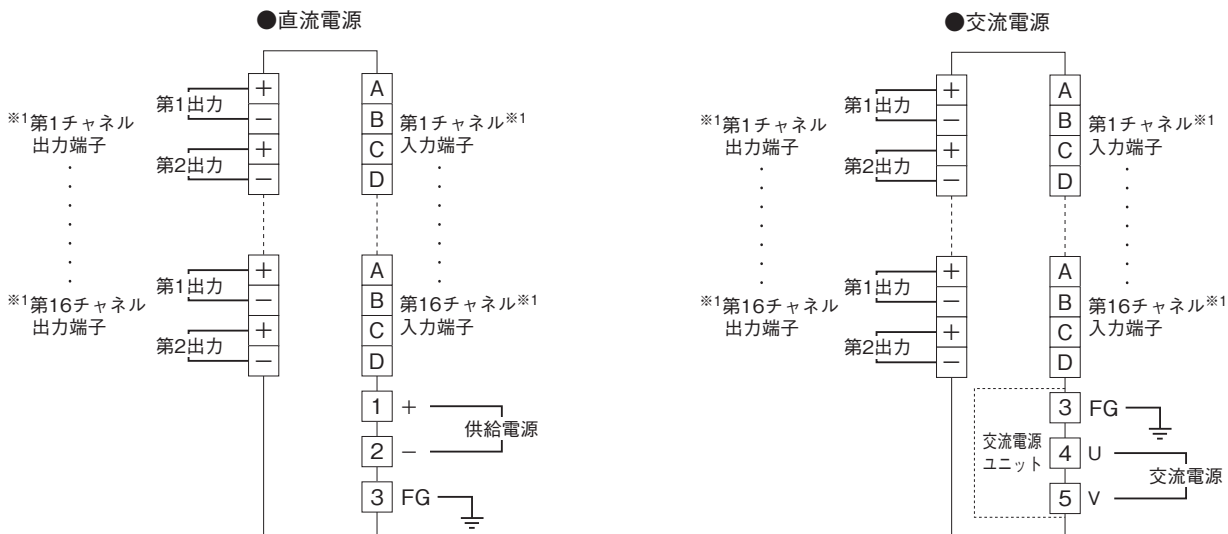 ●直流電源
第1出力
第2出力
※1第1チャネル
出力端子
+
−
+
−
A
B
C
D
第1チャネル※1
入力端子
第1出力
第2出力
※1第16チャネル
出力端子
+
−
+
−
A
B
C
D
第16チャネル※1
入力端子
1 +
2 −
供給電源
3 FG
●交流電源
第1出力
第2出力
※1第1チャネル
出力端子
+
−
+
−
A
B
C
D
第1チャネル※1
入力端子
第1出力
第2出力
※1第16チャネル
出力端子
+
−
+
−
A
B
C
D
第16チャネル※1
入力端子
交流電源
ユニット
3 FG
4 U
5 V
交流電源